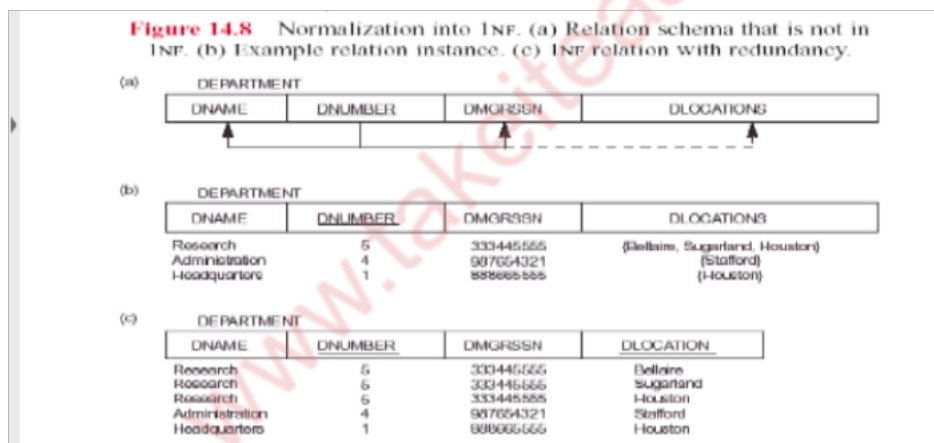 Figure 14.8 Normalization into 1NF. (a) Relation schema that is not in
1NF. (b) Example relation instance. (c) 1NF relation with redundancy.
(a) DEPARTMENT
DNAME DNUMBER DMGRSSN DLOCATIONS
(b) DEPARTMENT
DNAME DNUMBER DMGRSSN DLOCATIONS
Research 5 333445555 {Bellaire, Sugarland, Houston}
Administration 4 987654321 {Stafford}
Headquarters 1 888665555 {Houston}
(c) DEPARTMENT
DNAME DNUMBER DMGRSSN DLOCATION
Research 5 333445555 Bellaire
Research 5 333445555 Sugarland
Research 5 333445555 Houston
Administration 4 987654321 Stafford
Headquarters 1 888665555 Houston